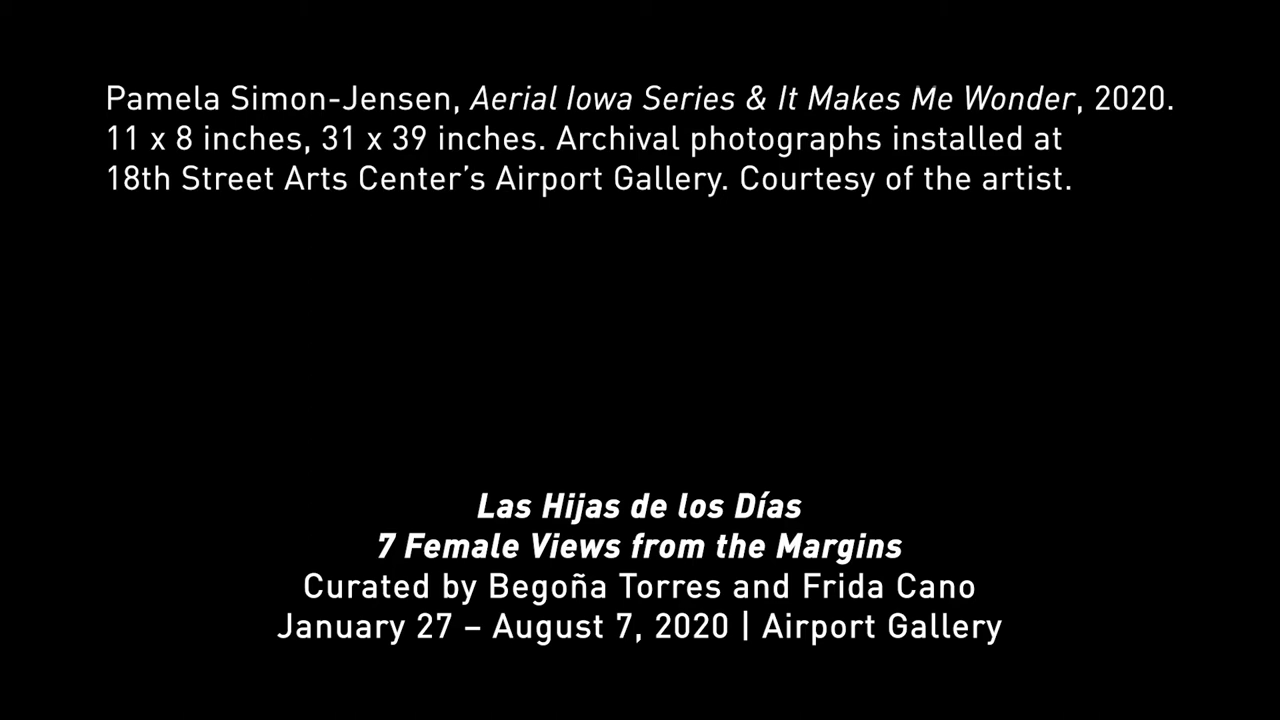 Pamela Simon-Jensen, Aerial Iowa Series & It Makes Me Wonder, 2020.
11 x 8 inches, 31 x 39 inches. Archival photographs installed at
18th Street Arts Center’s Airport Gallery. Courtesy of the artist.
Las Hijas de los Días
7 Female Views from the Margins
Curated by Begoña Torres and Frida Cano
January 27 – August 7, 2020 | Airport Gallery